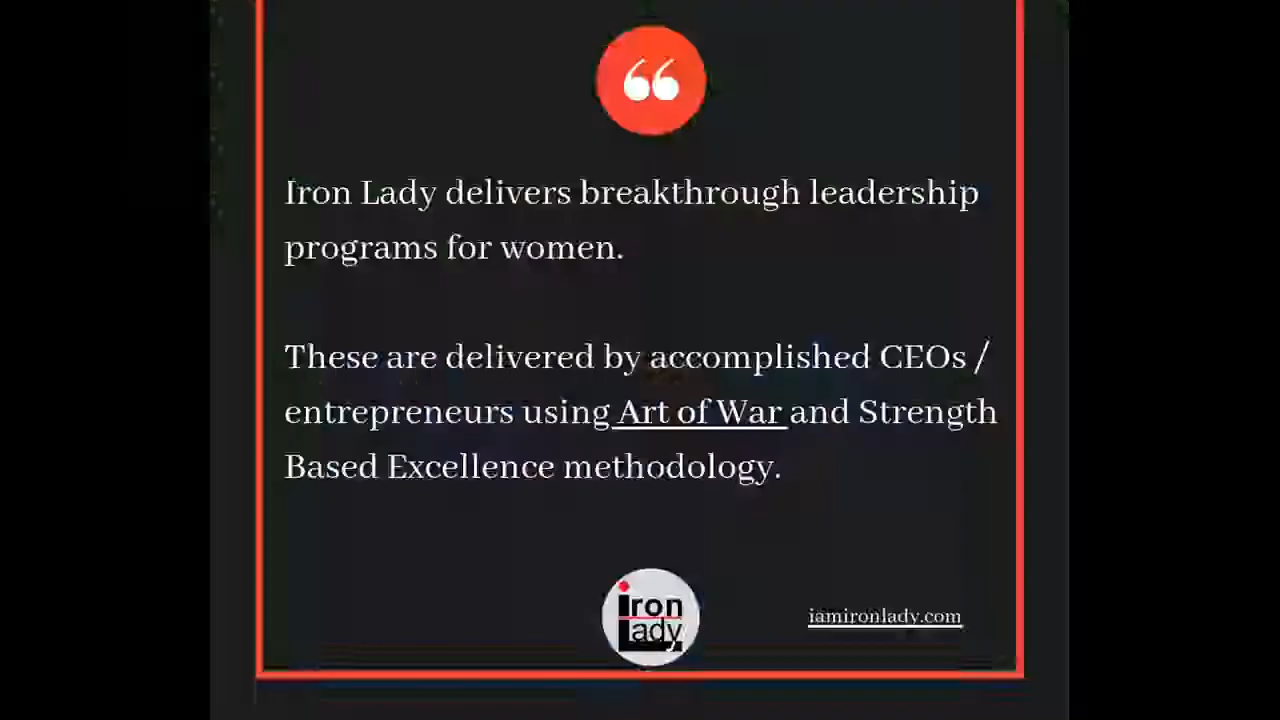 ❝
Iron Lady delivers breakthrough leadership
programs for women.
These are delivered by accomplished CEOs /
entrepreneurs using Art of War and Strength
Based Excellence methodology.
iron
Lady
iamironlady.com